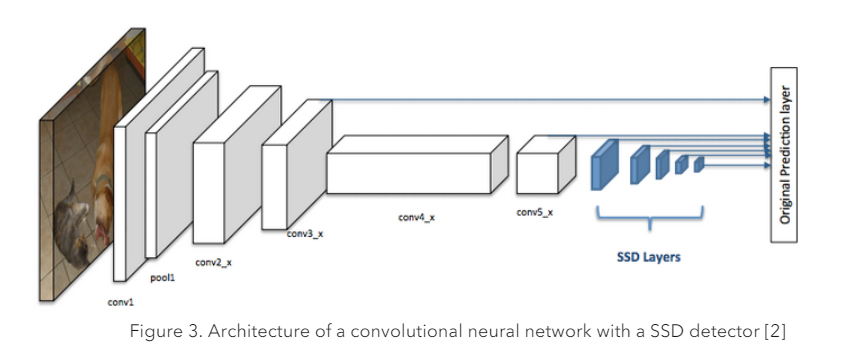 Original Prediction layer
conv1
pool1
conv2_x
conv3_x
conv4_x
conv5_x
SSD Layers
Figure 3. Architecture of a convolutional neural network with a SSD detector [2]